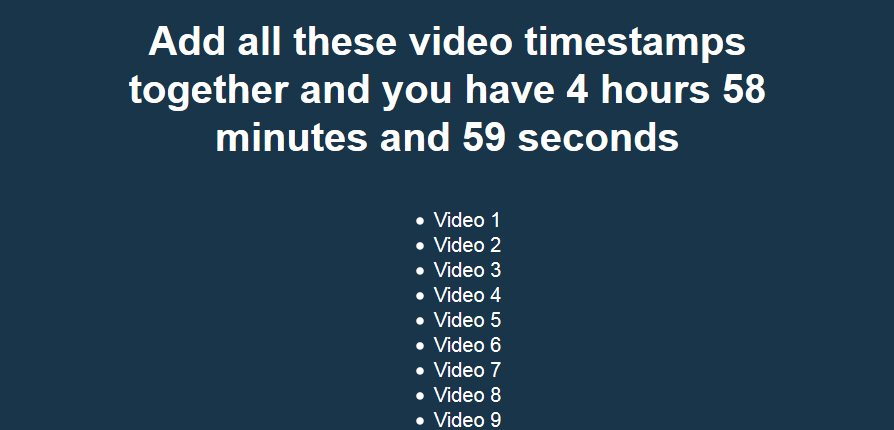 Add all these video timestamps
together and you have 4 hours 58
minutes and 59 seconds
• Video 1
• Video 2
• Video 3
• Video 4
• Video 5
• Video 6
• Video 7
• Video 8
• Video 9